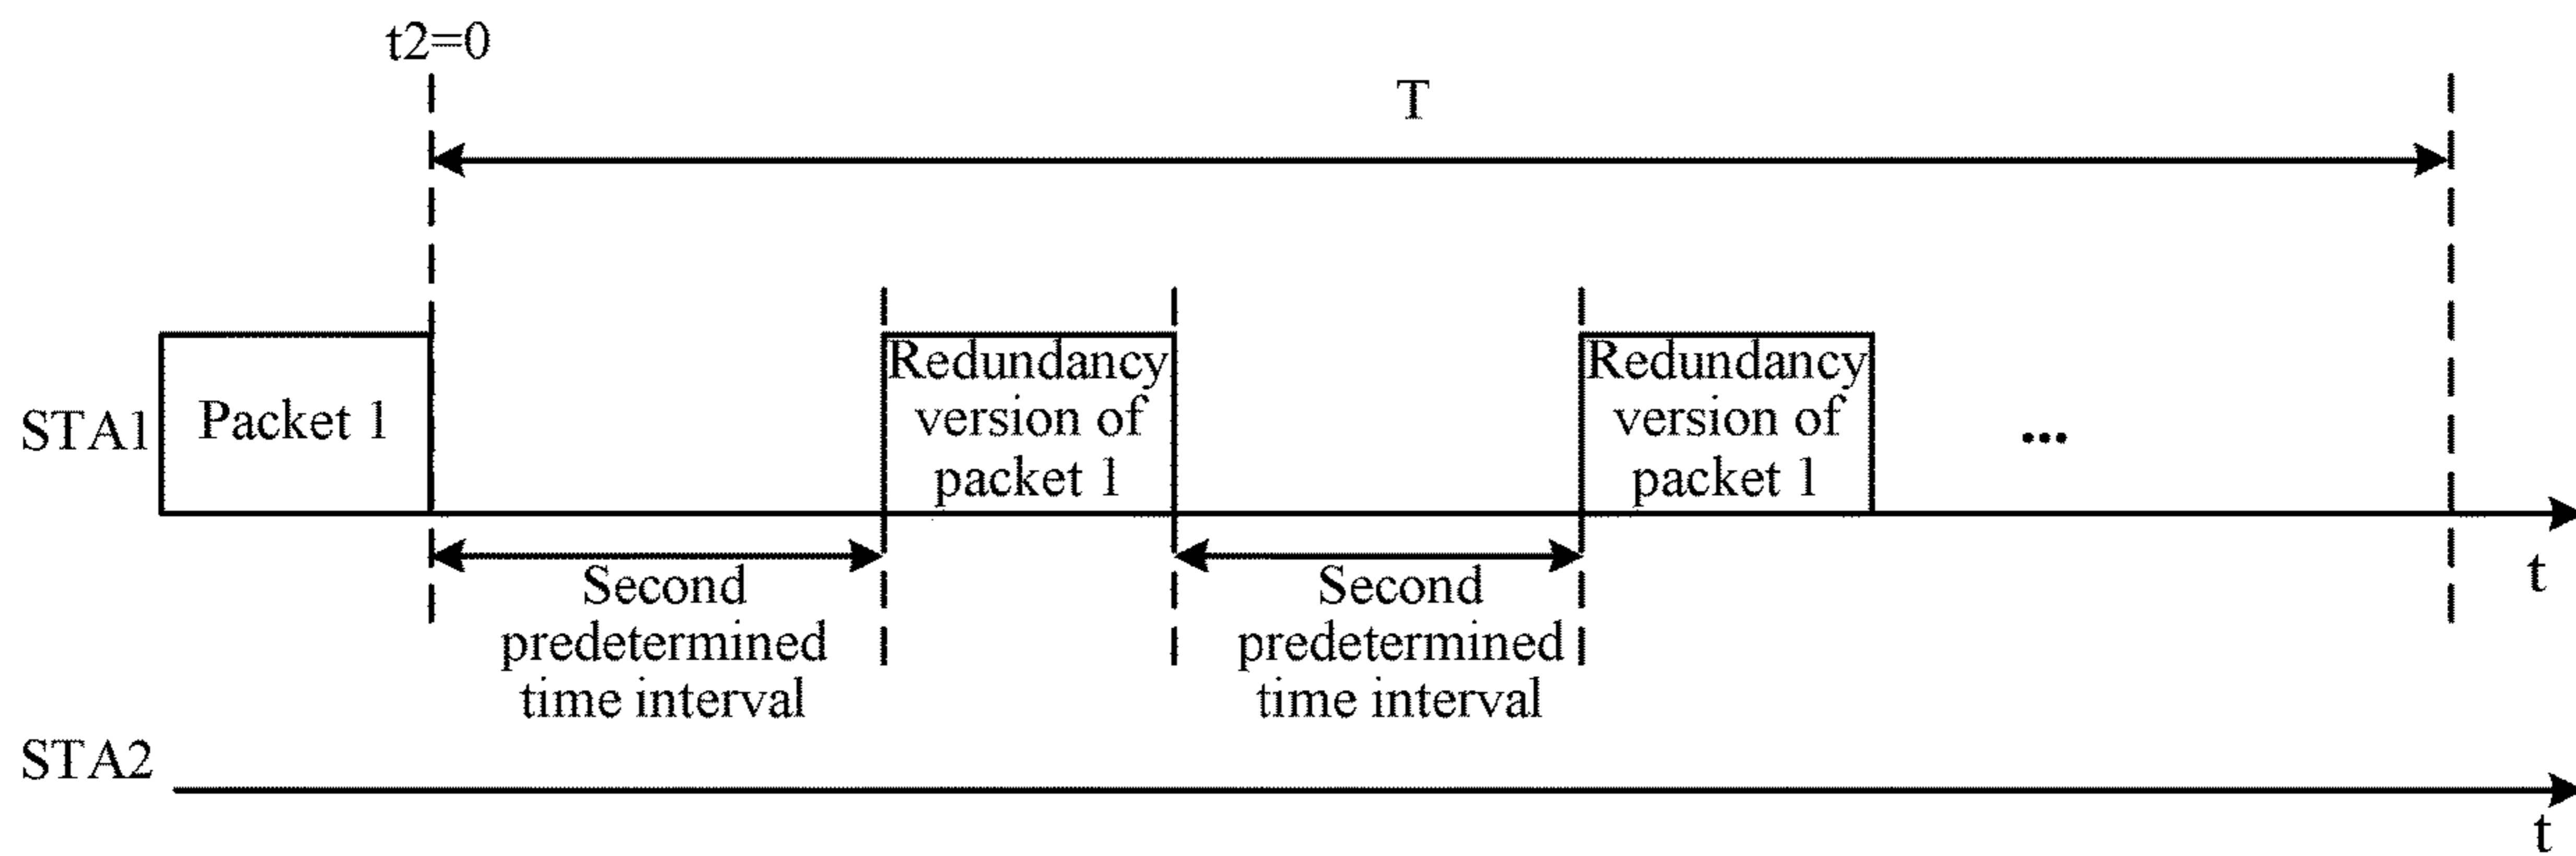 t2=0
T
STA1
Packet 1
Redundancy
version of
packet 1
Redundancy
version of
packet 1
...
t
Second
predetermined
time interval
Second
predetermined
time interval
STA2
t